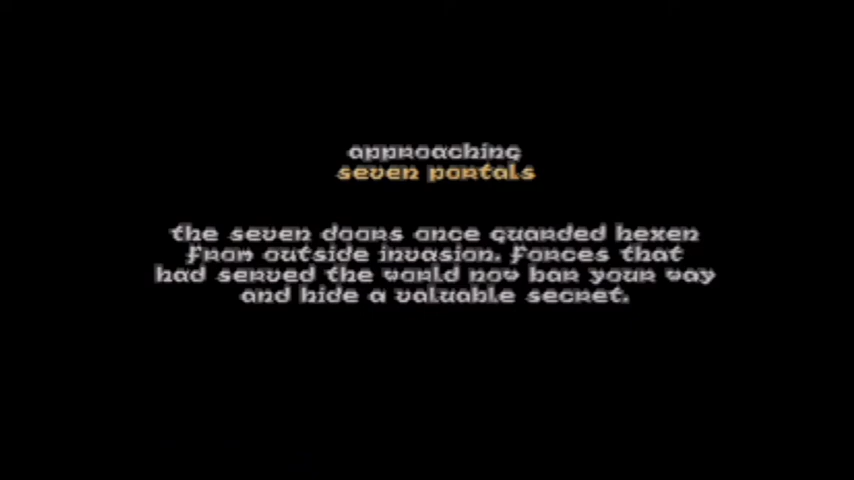 approaching
seven portals
the seven doors once guarded hexen
from outside invasion. forces that
had served the world now bar your way
and hide a valuable secret.